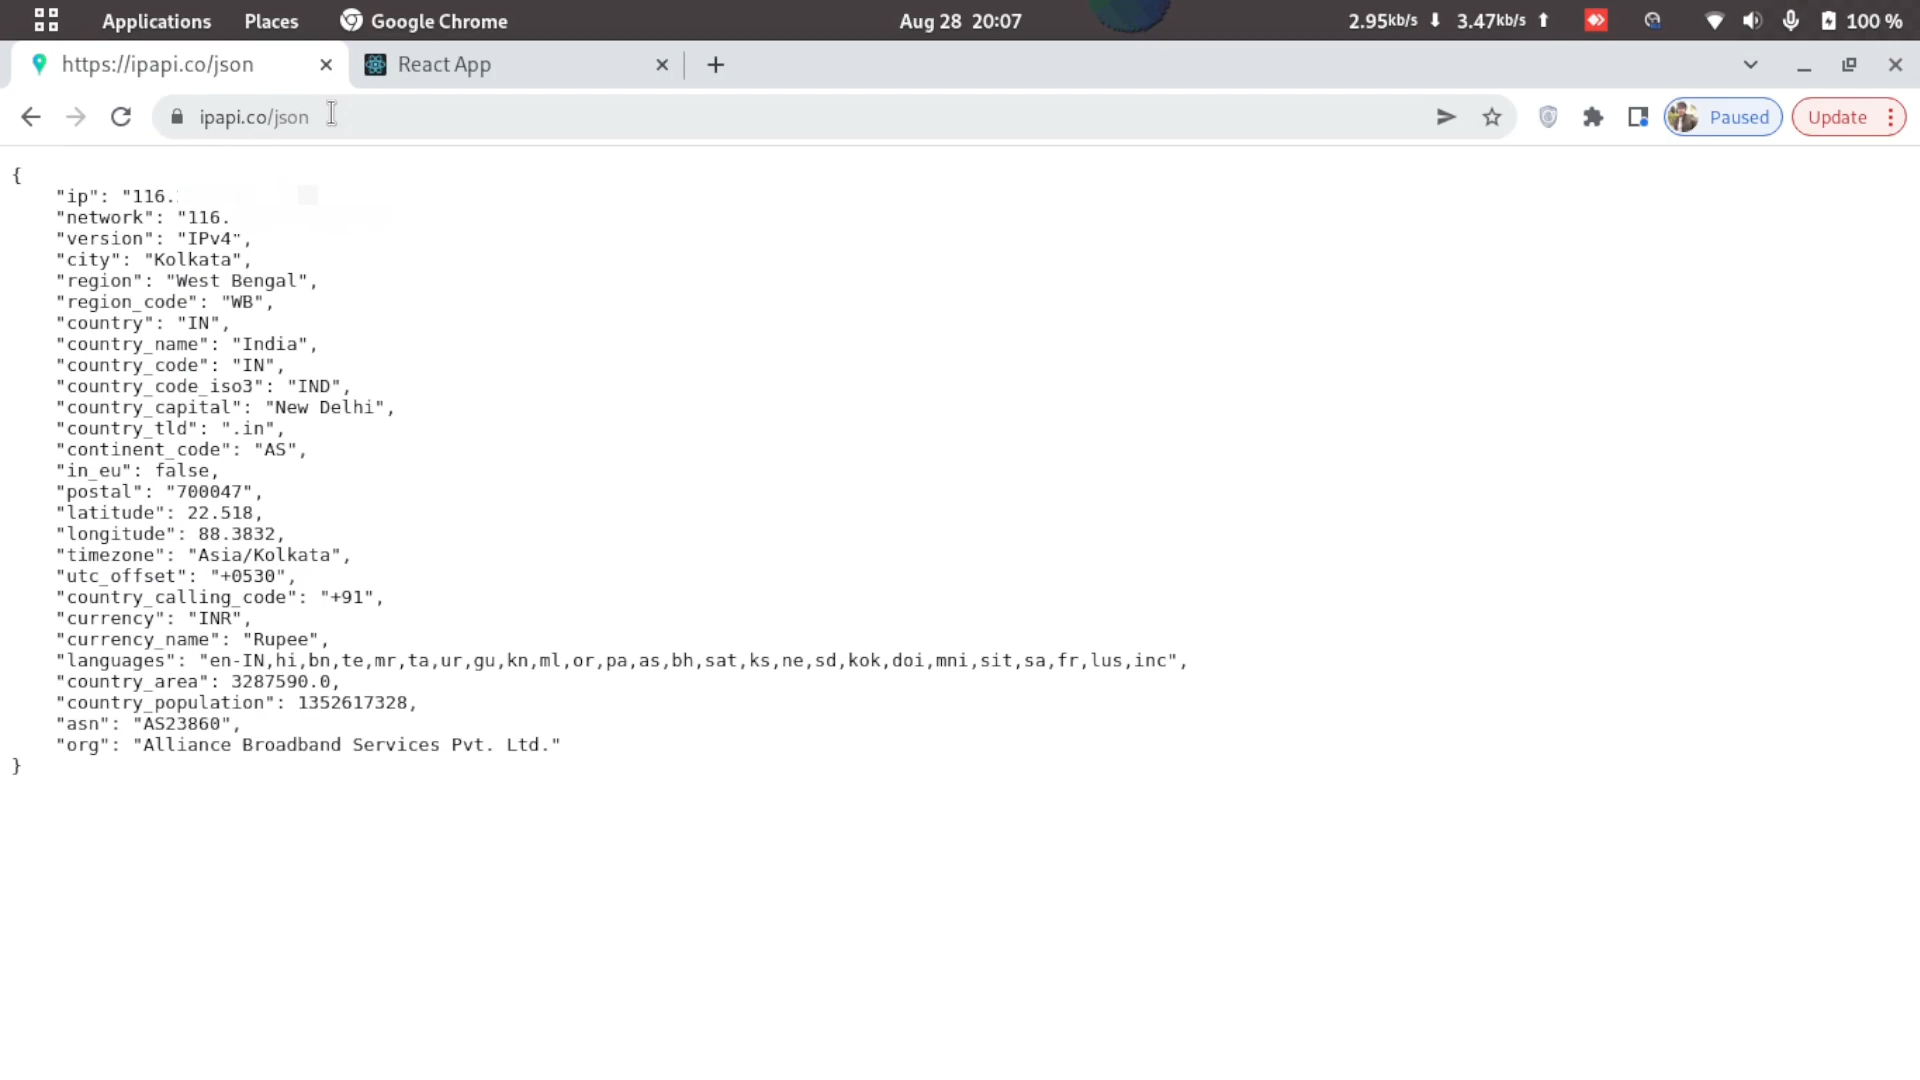 Applications Places Google Chrome Aug 28 20:07 2.95kb/s 3.47kb/s 100 %
https://ipapi.co/json React App
ipapi.co/json Paused Update
{
"ip": "116.
"network": "116.
"version": "IPv4",
"city": "Kolkata",
"region": "West Bengal",
"region_code": "WB",
"country": "IN",
"country_name": "India",
"country_code": "IN",
"country_code_iso3": "IND",
"country_capital": "New Delhi",
"country_tld": ".in",
"continent_code": "AS",
"in_eu": false,
"postal": "700047",
"latitude": 22.518,
"longitude": 88.3832,
"timezone": "Asia/Kolkata",
"utc_offset": "+0530",
"country_calling_code": "+91",
"currency": "INR",
"currency_name": "Rupee",
"languages": "en-IN,hi,bn,te,mr,ta,ur,gu,kn,ml,or,pa,as,bh,sat,ks,ne,sd,kok,doi,mni,sit,sa,fr,lus,inc",
"country_area": 3287590.0,
"country_population": 1352617328,
"asn": "AS23860",
"org": "Alliance Broadband Services Pvt. Ltd."
}